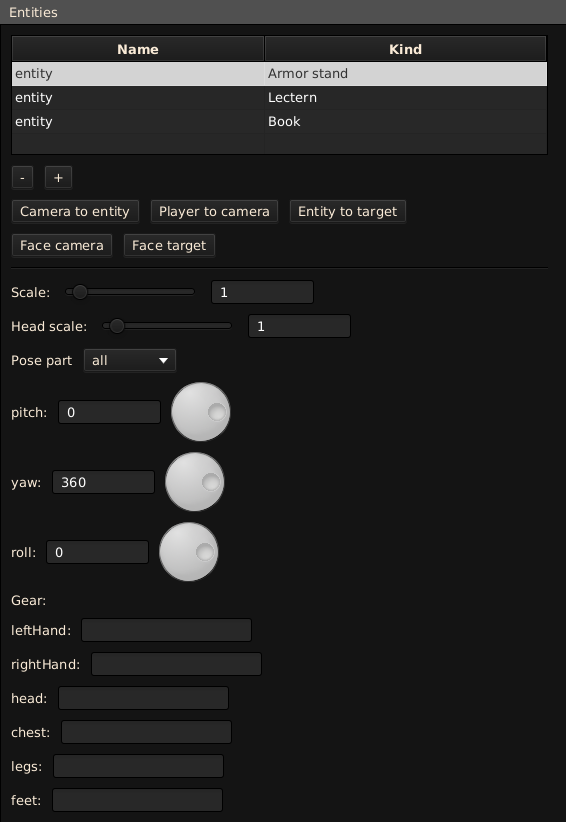 Entities
Name Kind
entity Armor stand
entity Lectern
entity Book
- +
Camera to entity Player to camera Entity to target
Face camera Face target
Scale: 1
Head scale: 1
Pose part all
pitch: 0
yaw: 360
roll: 0
Gear:
leftHand:
rightHand:
head:
chest:
legs:
feet: